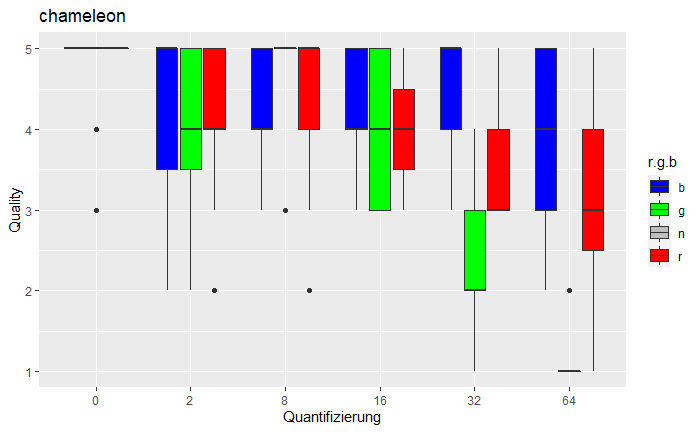 chameleon
5
4
3
2
1
Quality
0 2 8 16 32 64
Quantifizierung
r.g.b
b
g
n
r